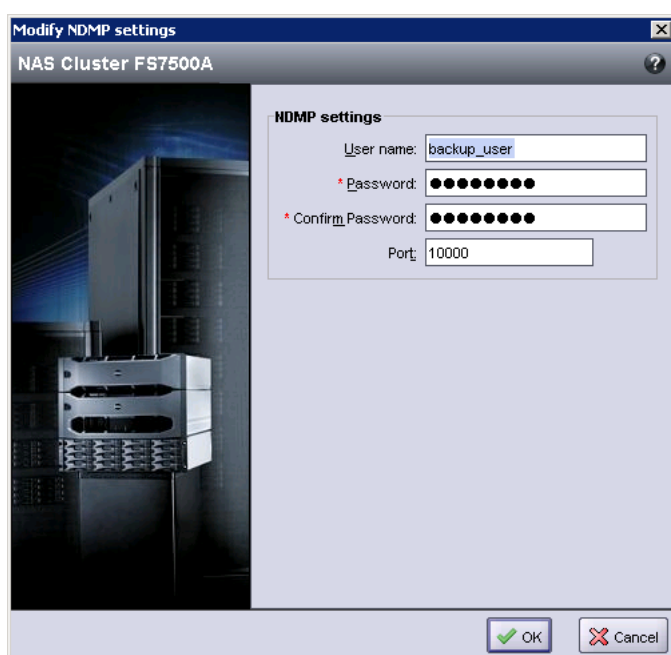 Modify NDMP settings
NAS Cluster FS7500A
?
NDMP settings
User name: backup_user
* Password: ●●●●●●●●
* Confirm Password: ●●●●●●●●
Port: 10000
OK
Cancel